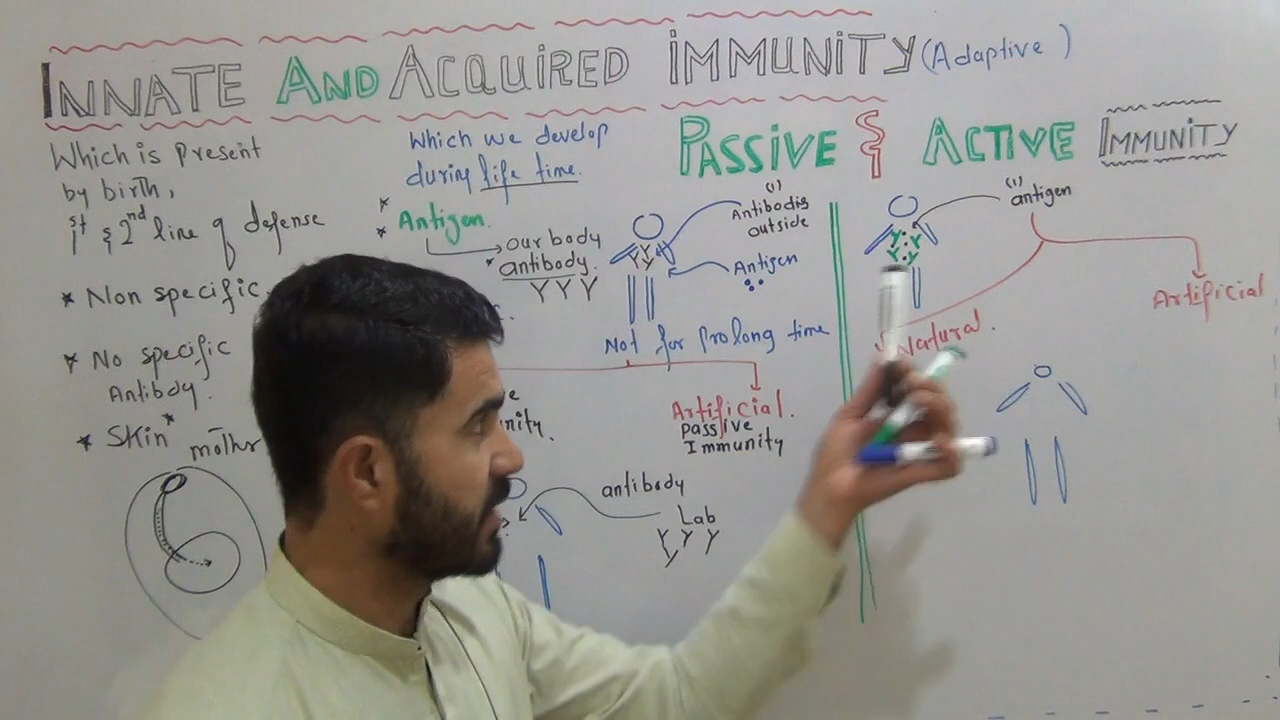 INNATE AND ACQUIRED IMMUNITY (Adaptive)
PASSIVE & ACTIVE IMMUNITY
Which is present
by birth,
1st & 2nd line of defense
* Non specific.
* No specific
Antibody.
* Skin *
Which we develop
during life time.
* Antigen.
* our body
* antibody.
(1)
Antibodies
outside
Antigen
Not for prolong time
Artificial.
passive
Immunity
antibody
Lab
(1)
antigen
Natural.
Artificial